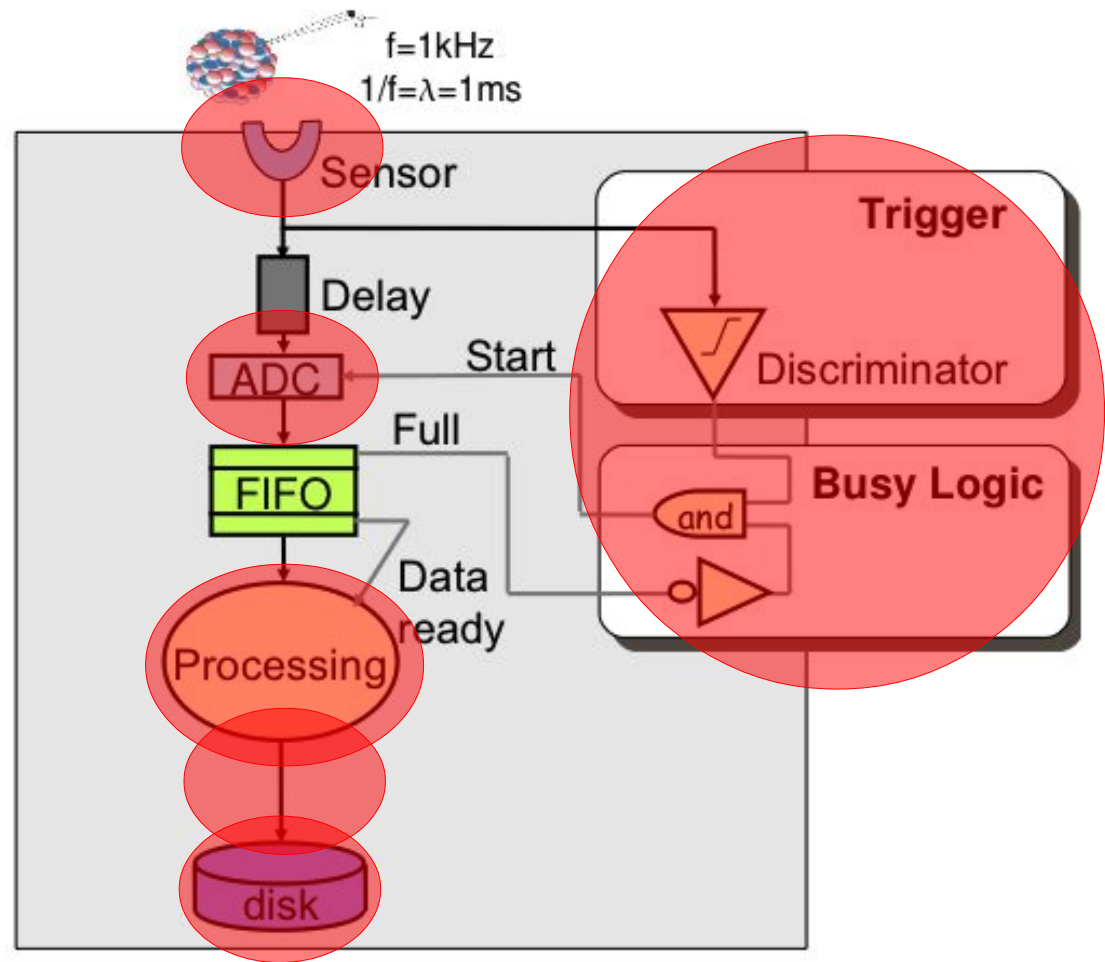 f=1kHz
1/f=λ=1ms
Sensor
Trigger
Delay
Discriminator
Start
ADC
Full
FIFO
Busy Logic
and
Data
ready
Processing
disk